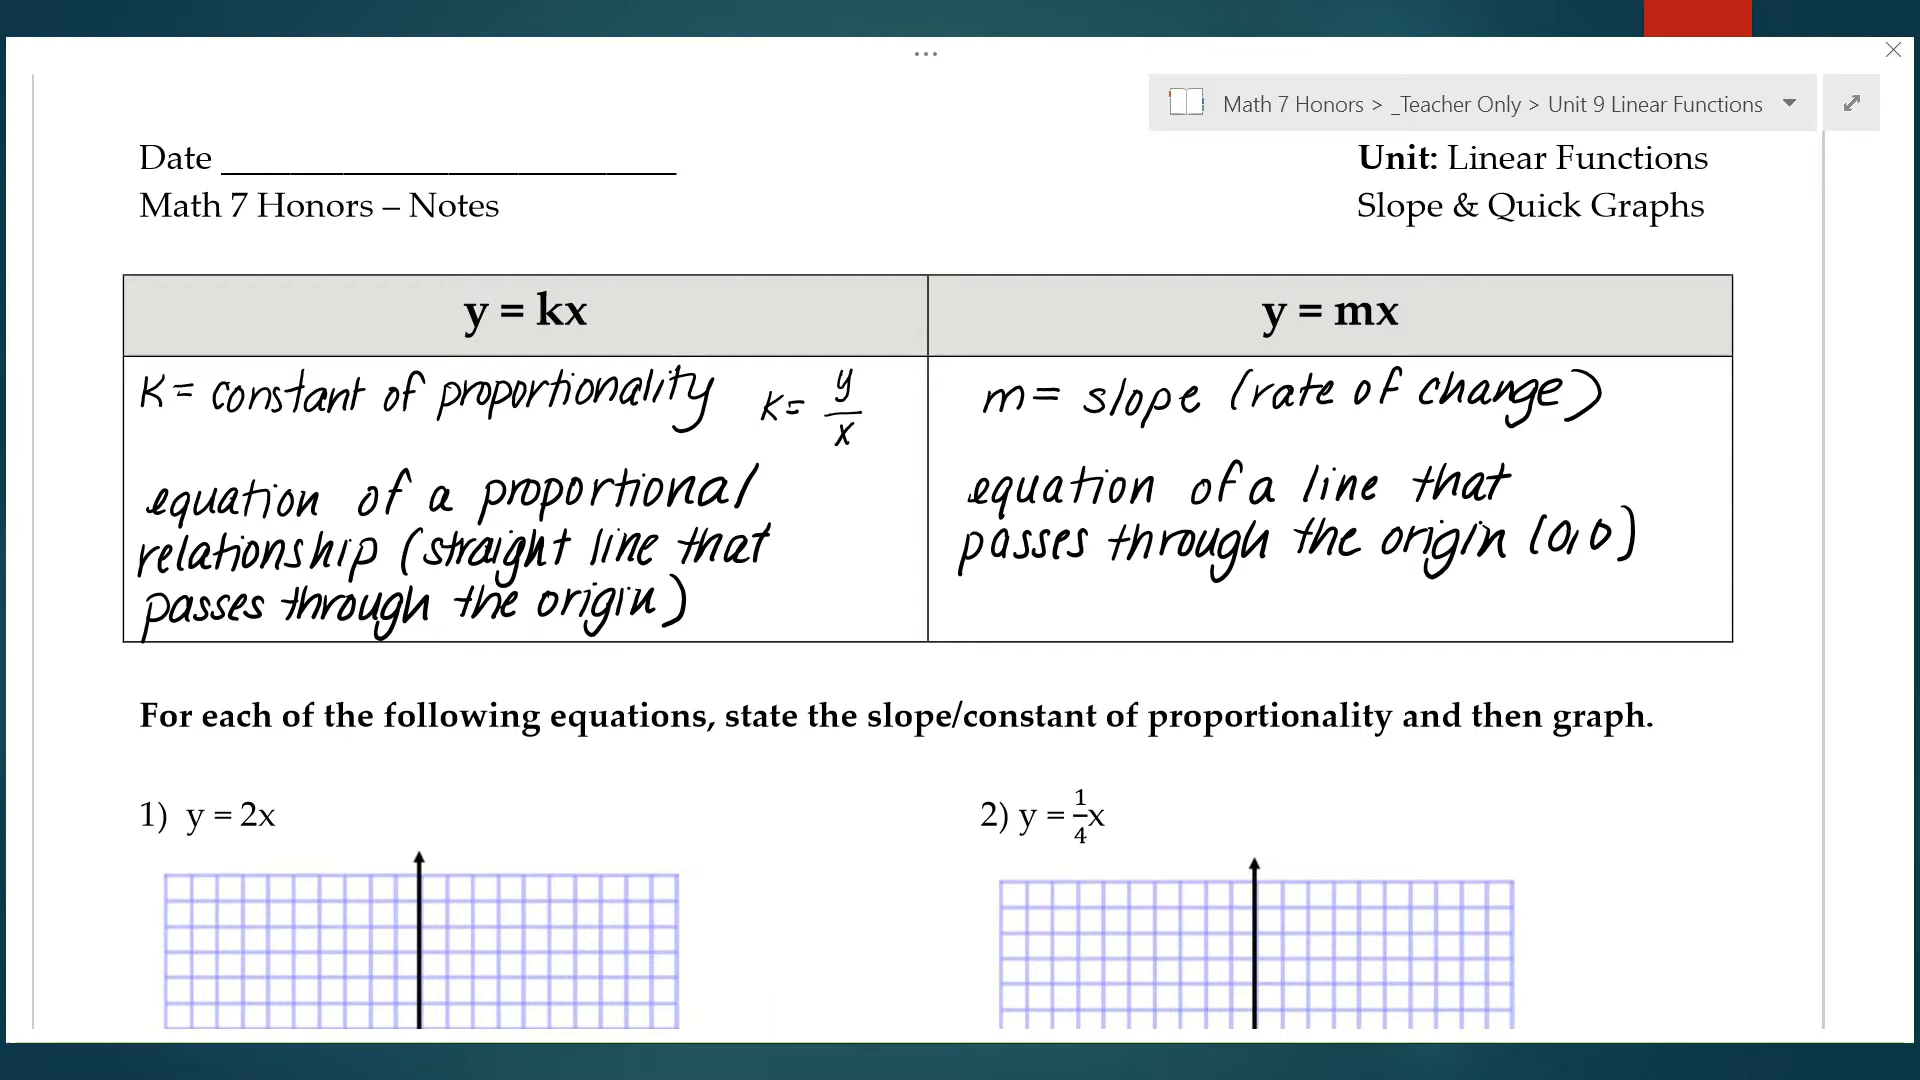 Math 7 Honors > _Teacher Only > Unit 9 Linear Functions
Date __________________________
Unit: Linear Functions
Math 7 Honors – Notes
Slope & Quick Graphs
y = kx
K = constant of proportionality K = y/x
equation of a proportional
relationship (straight line that
passes through the origin)
y = mx
m = slope (rate of change)
equation of a line that
passes through the origin (0,0)
For each of the following equations, state the slope/constant of proportionality and then graph.
1) y = 2x
2) y = 1/4x